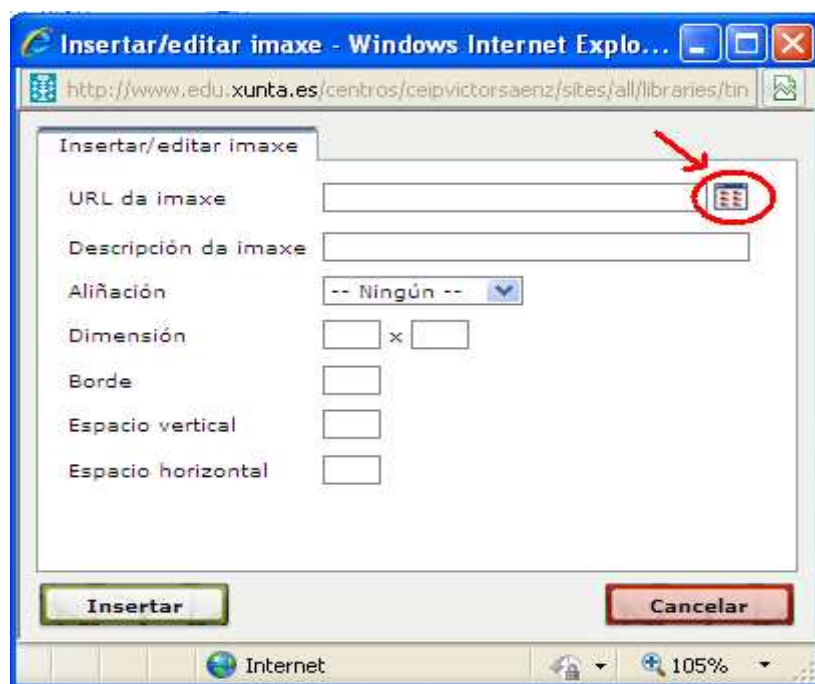 Insertar/editar imaxe - Windows Internet Explo...
http://www.edu.xunta.es/centros/ceipvictorsaenz/sites/all/libraries/tin
Insertar/editar imaxe
URL da imaxe
Descripción da imaxe
Aliñación -- Ningún --
Dimensión x
Borde
Espacio vertical
Espacio horizontal
Insertar Cancelar
Internet 105%